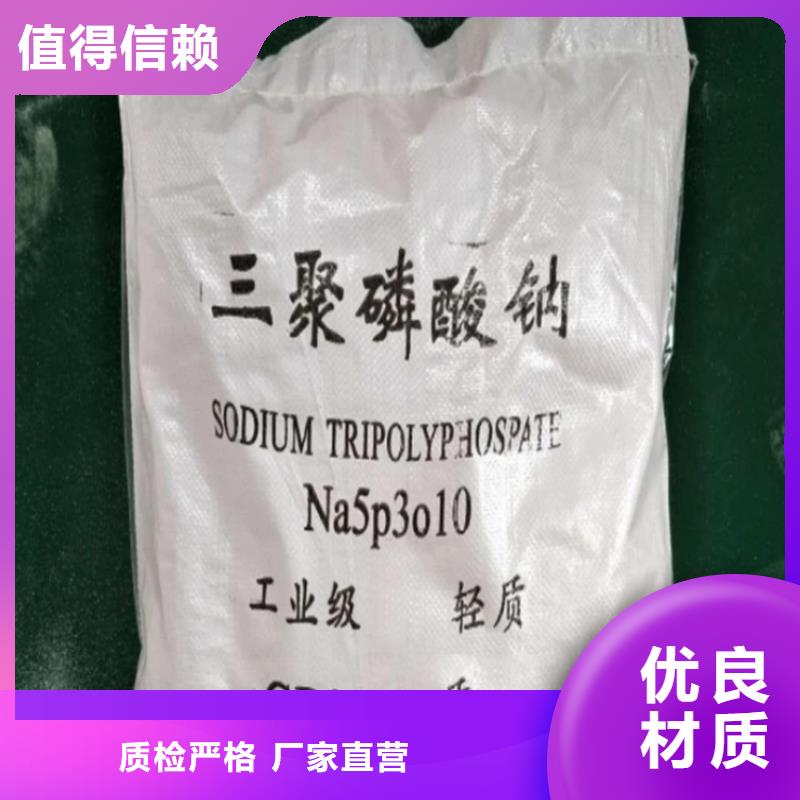 值得信赖
三聚磷酸钠
SODIUM TRIPOLYPHOSPATE
Na5p3o10
工业级 轻质
优良
材质
质检严格 厂家直营